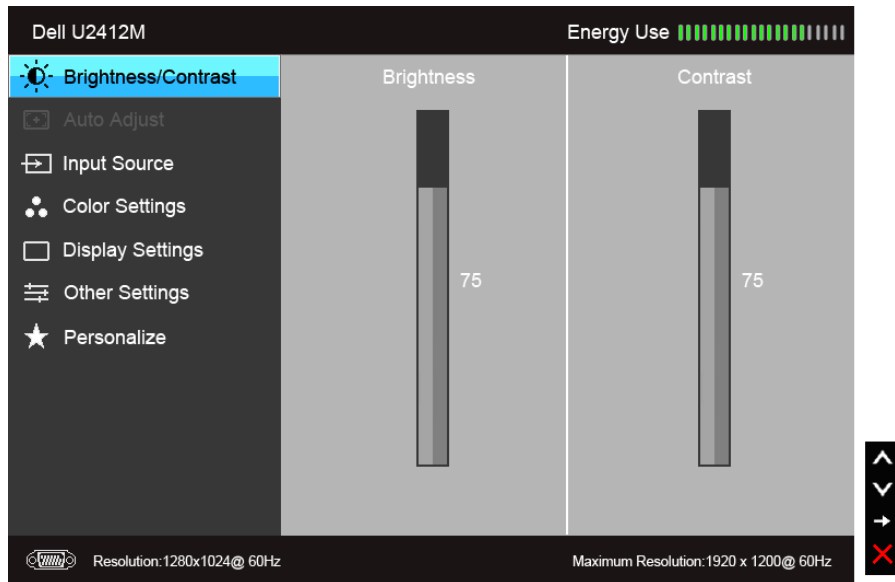 Dell U2412M
Energy Use
Brightness/Contrast
Auto Adjust
Input Source
Color Settings
Display Settings
Other Settings
Personalize
Brightness
75
Contrast
75
Resolution:1280x1024@ 60Hz
Maximum Resolution:1920 x 1200@ 60Hz